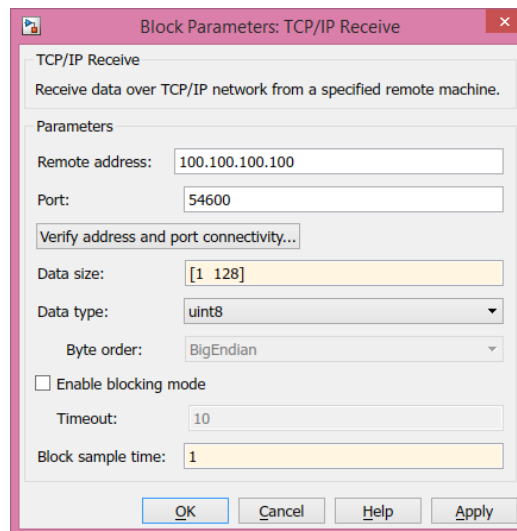 Block Parameters: TCP/IP Receive
TCP/IP Receive
Receive data over TCP/IP network from a specified remote machine.
Parameters
Remote address: 100.100.100.100
Port: 54600
Verify address and port connectivity...
Data size: [1 128]
Data type: uint8
Byte order: BigEndian
Enable blocking mode
Timeout: 10
Block sample time: 1
OK Cancel Help Apply